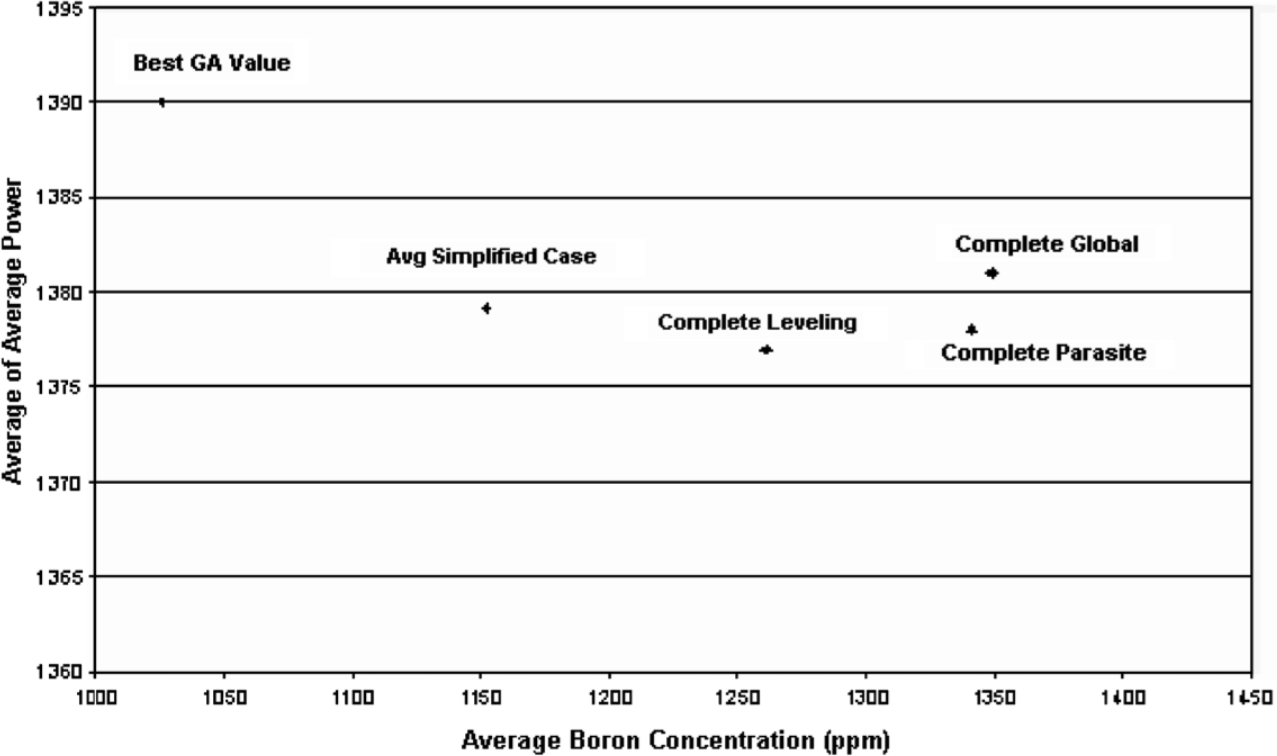 1395
Best GA Value
1390
1385
Complete Global
Avg Simplified Case
1380
Complete Leveling
Complete Parasite
1375
1370
1365
1360
1000 1050 1100 1150 1200 1250 1300 1350 1400 1450
Average of Average Power
Average Boron Concentration (ppm)